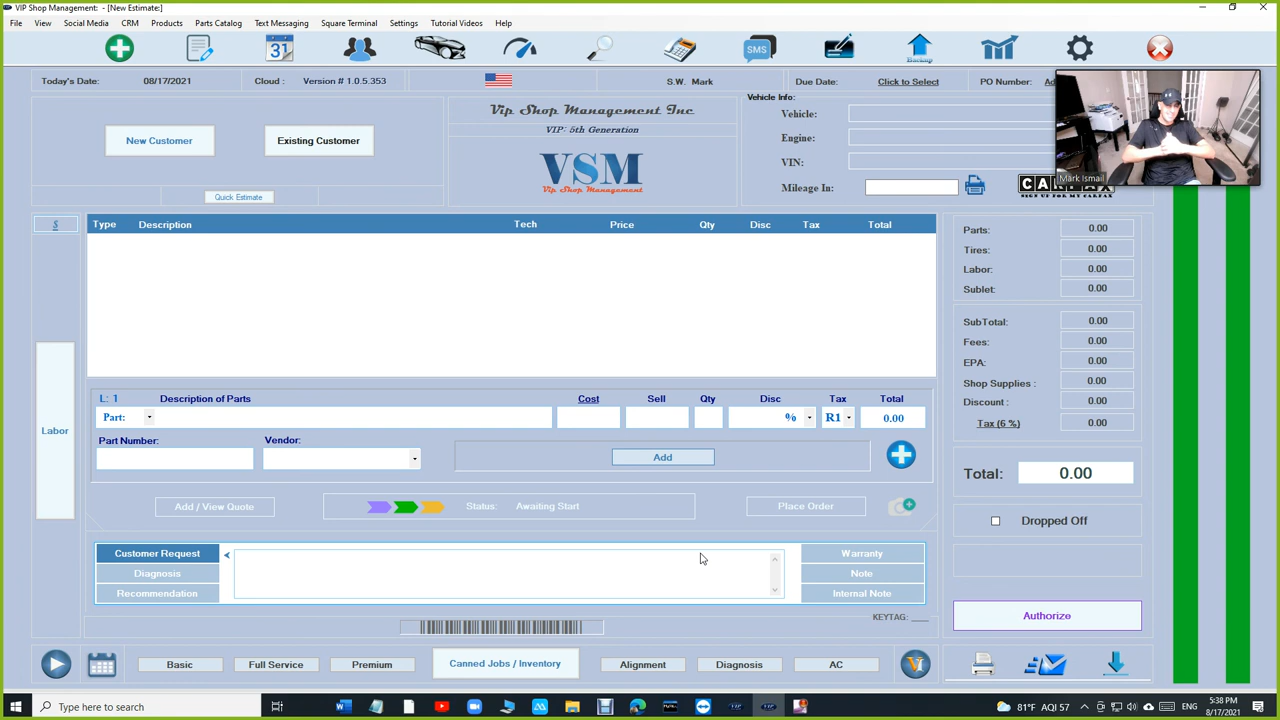 VIP Shop Management: - [New Estimate:]
File View Social Media CRM Products Parts Catalog Text Messaging Square Terminal Settings Tutorial Videos Help
31
SMS
Backup
Today's Date: 08/17/2021 Cloud : Version # 1.0.5.353 S.W. Mark Due Date: Click to Select PO Number:
New Customer Existing Customer
Quick Estimate
Vip Shop Management Inc
VIP: 5th Generation
VSM
Vip Shop Management
Vehicle Info:
Vehicle:
Engine:
VIN:
Mileage In:
CARFAX
SIGN UP FOR MY CARFAX
Mark Ismail
$ Type Description Tech Price Qty Disc Tax Total
Labor
L: 1 Description of Parts Cost Sell Qty Disc Tax Total
Part: % R1 0.00
Part Number: Vendor:
Add
Add / View Quote Status: Awaiting Start Place Order
Customer Request
Diagnosis
Recommendation
Warranty
Note
Internal Note
KEYTAG: ____
Parts: 0.00
Tires: 0.00
Labor: 0.00
Sublet: 0.00
SubTotal: 0.00
Fees: 0.00
EPA: 0.00
Shop Supplies : 0.00
Discount : 0.00
Tax (6 %) 0.00
Total: 0.00
Dropped Off
Authorize
Basic Full Service Premium Canned Jobs / Inventory Alignment Diagnosis AC
Type here to search
81°F AQI 57 ENG 5:38 PM
8/17/2021